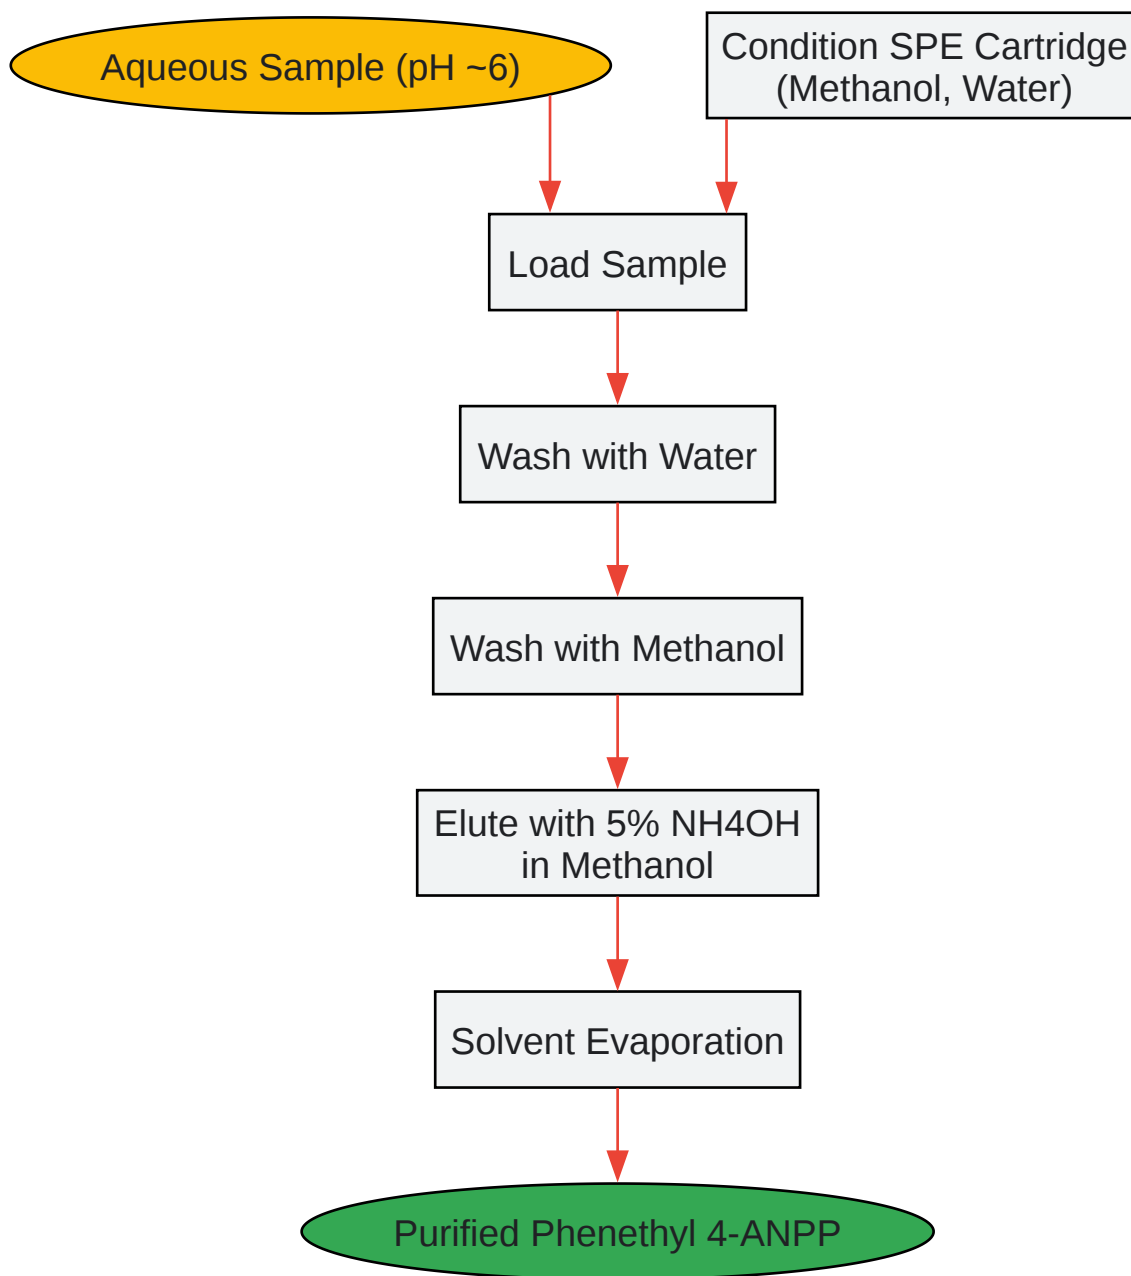 Aqueous Sample (pH ~6)
Condition SPE Cartridge
(Methanol, Water)
Load Sample
Wash with Water
Wash with Methanol
Elute with 5% NH4OH
in Methanol
Solvent Evaporation
Purified Phenethyl 4-ANPP